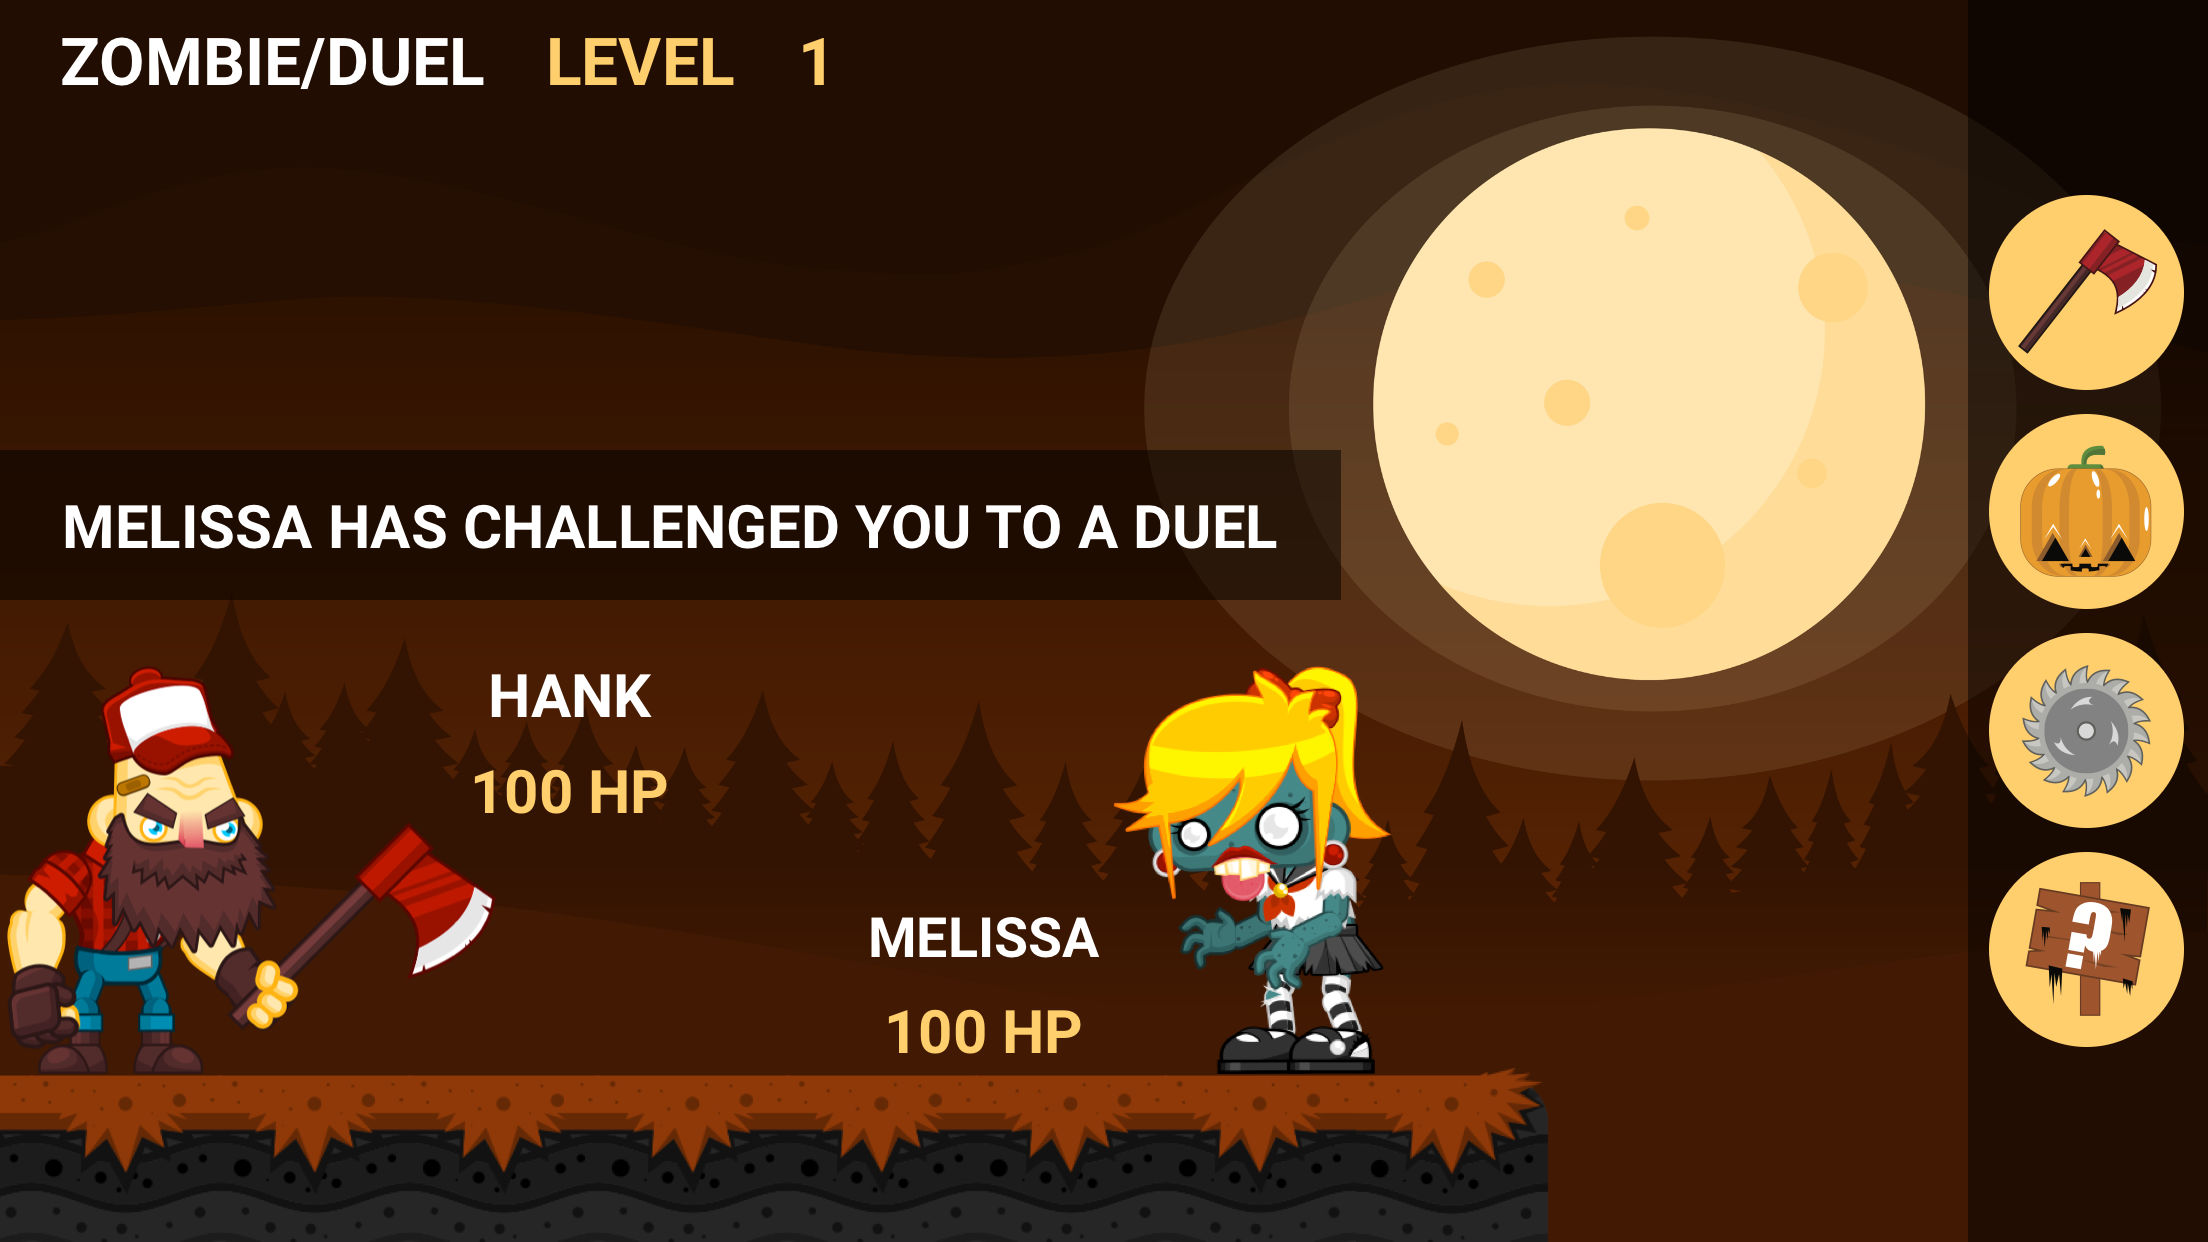 ZOMBIE/DUEL LEVEL 1
MELISSA HAS CHALLENGED YOU TO A DUEL
HANK
100 HP
MELISSA
100 HP
?